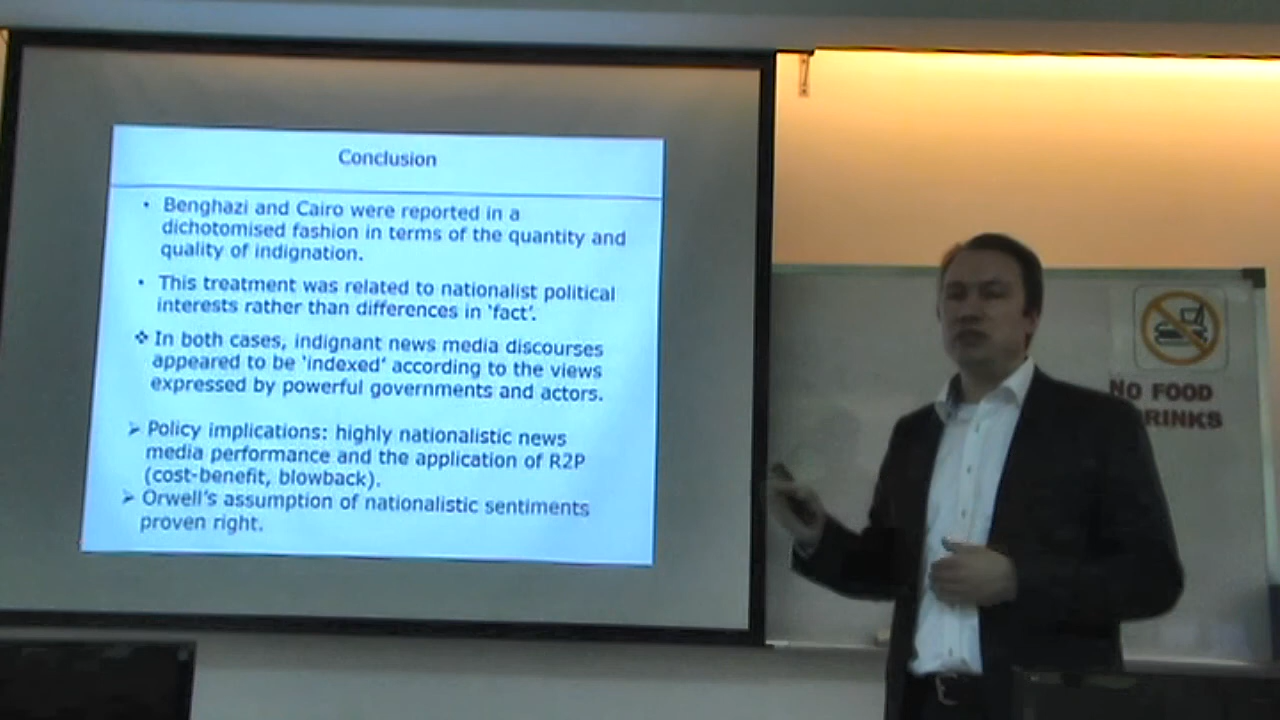 Conclusion
• Benghazi and Cairo were reported in a
dichotomised fashion in terms of the quantity and
quality of indignation.
• This treatment was related to nationalist political
interests rather than differences in ‘fact’.
❖ In both cases, indignant news media discourses
appeared to be ‘indexed’ according to the views
expressed by powerful governments and actors.
➢ Policy implications: highly nationalistic news
media performance and the application of R2P
(cost-benefit, blowback).
➢ Orwell’s assumption of nationalistic sentiments
proven right.
NO FOOD
RINKS